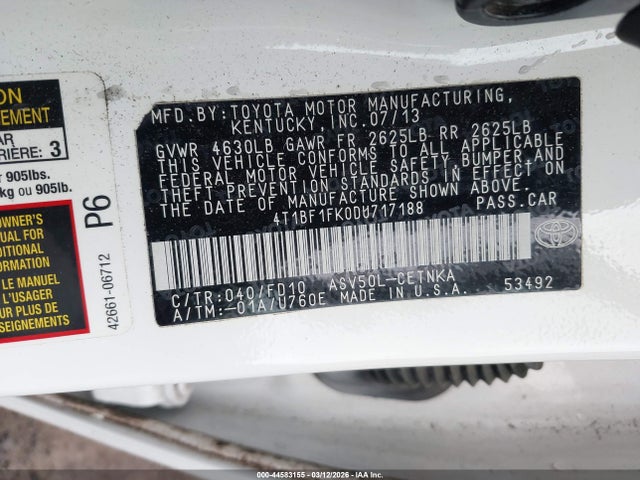 ON
EMENT
AR
RIÈRE: 3
r 905lbs.
kg ou 905lb.
OWNER'S
NUAL FOR
DITIONAL
ORMATION
IR LE
L DE
L'USAGER
PLUS DE
SEIGNEMENTS
P6
42661-06712
MFD.BY:TOYOTA MOTOR MANUFACTURING,
KENTUCKY, INC.07/13
GVWR 4630LB GAWR FR 2625LB RR 2625LB
THIS VEHICLE CONFORMS TO ALL APPLICABLE
FEDERAL MOTOR VEHICLE SAFETY,BUMPER,AND
THEFT PREVENTION STANDARDS IN EFFECT ON
THE DATE OF MANUFACTURE SHOWN ABOVE.
4T1BF1FK0DU717188 PASS.CAR
TOYOTA
C/TR:040/FD10 ASV50L-CETNKA
A/TM:-01A/U760E MADE IN U.S.A. 53492
000-44583155 - 03/12/2026 - IAA Inc.